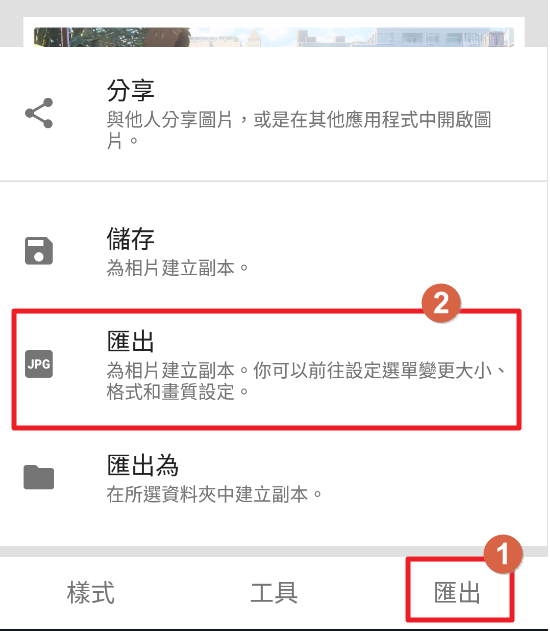 分享
與他人分享圖片，或是在其他應用程式中開啟圖
片。
儲存
為相片建立副本。
2
JPG
匯出
為相片建立副本。你可以前往設定選單變更大小、
格式和畫質設定。
匯出為
在所選資料夾中建立副本。
1
樣式
工具
匯出